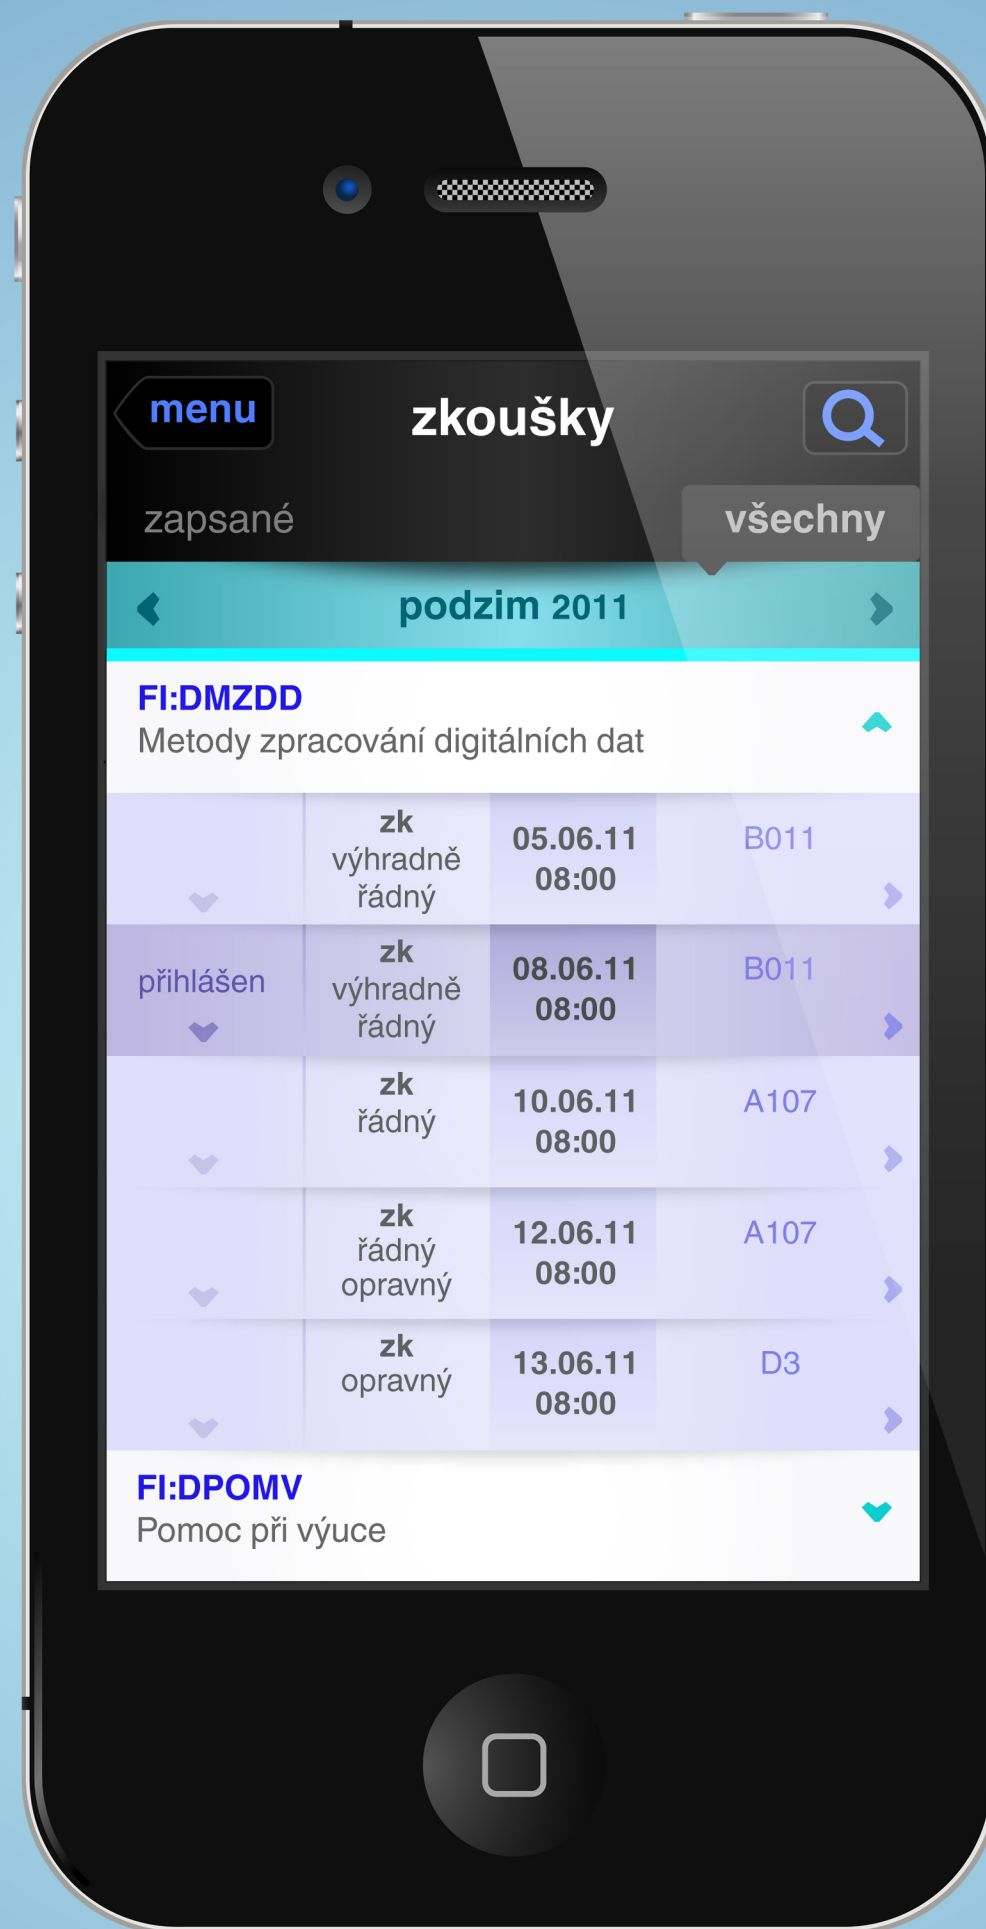 menu
zkoušky
zapsané
všechny
podzim 2011
FI:DMZDD
Metody zpracování digitálních dat
zk
výhradně
řádný
05.06.11
08:00
B011
přihlášen
zk
výhradně
řádný
08.06.11
08:00
B011
zk
řádný
10.06.11
08:00
A107
zk
řádný
opravný
12.06.11
08:00
A107
zk
opravný
13.06.11
08:00
D3
FI:DPOMV
Pomoc při výuce